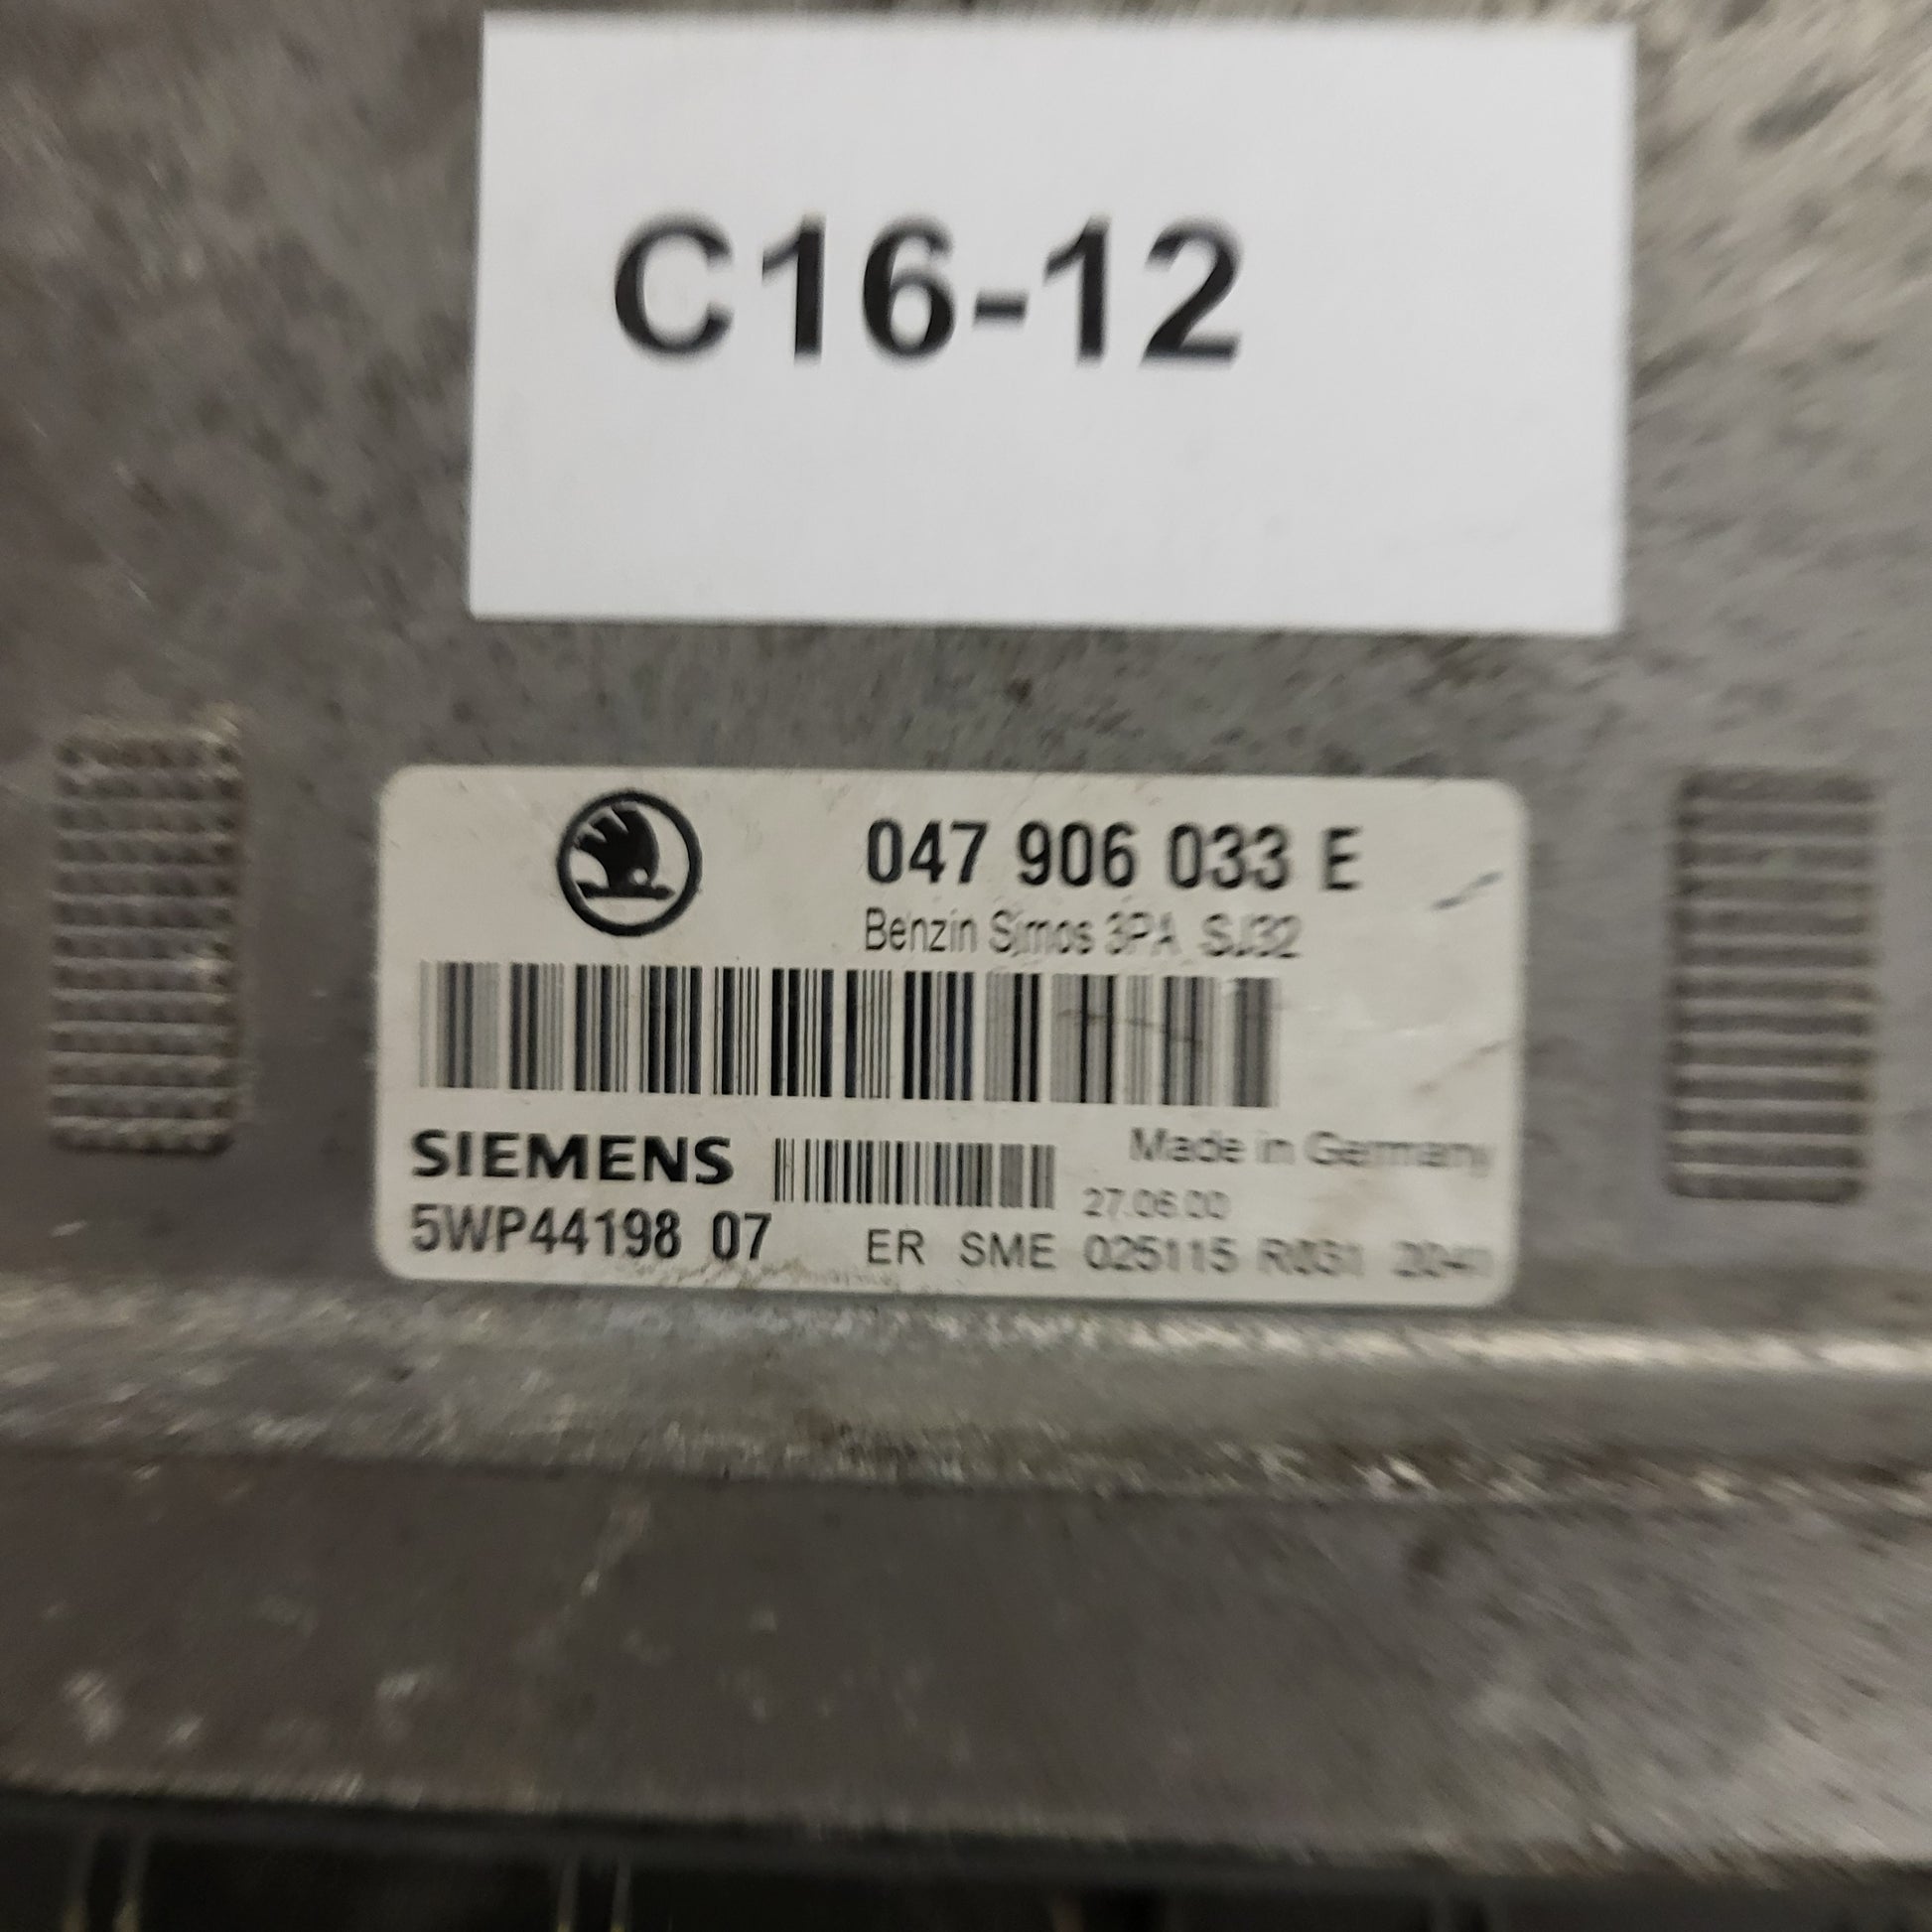 C16-12
047 906 033 E
Benzin Simos 3PA SJ32
SIEMENS
Made in Germany
27.06.00
5WP44198 07
ER SME 025115 R031